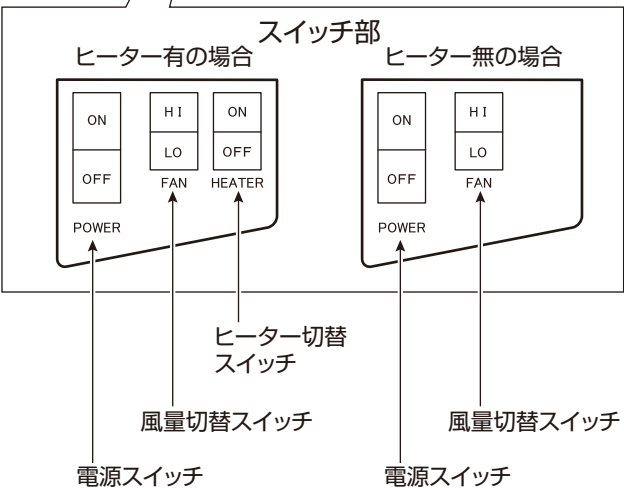 スイッチ部
ヒーター有の場合
ON
OFF
POWER
HI
LO
FAN
ON
OFF
HEATER
ヒーター切替
スイッチ
風量切替スイッチ
電源スイッチ
ヒーター無の場合
ON
OFF
POWER
HI
LO
FAN
風量切替スイッチ
電源スイッチ